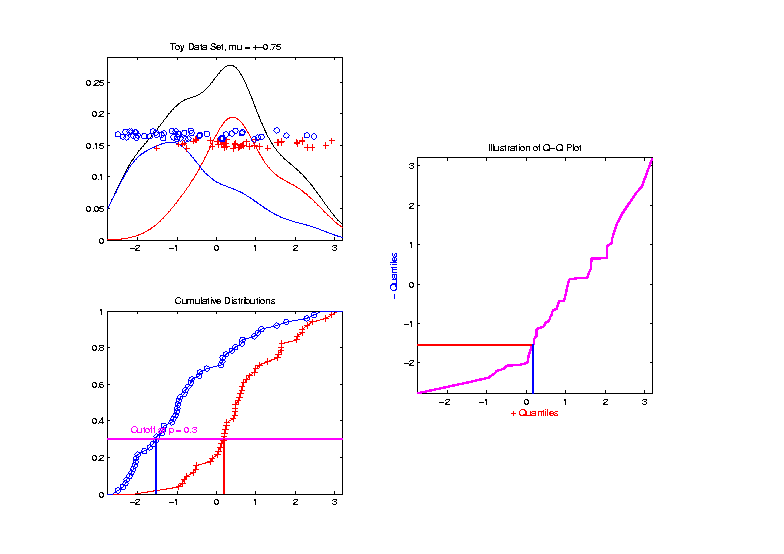 Toy Data Set, mu = +-0.75
0.25
0.2
0.15
0.1
0.05
0
-2 -1 0 1 2 3
Cumulative Distributions
1
0.8
0.6
0.4
0.2
0
Cutoff at p = 0.3
-2 -1 0 1 2 3
Illustration of Q-Q Plot
3
2
1
0
-1
-2
- Quantiles
-2 -1 0 1 2 3
+ Quantiles